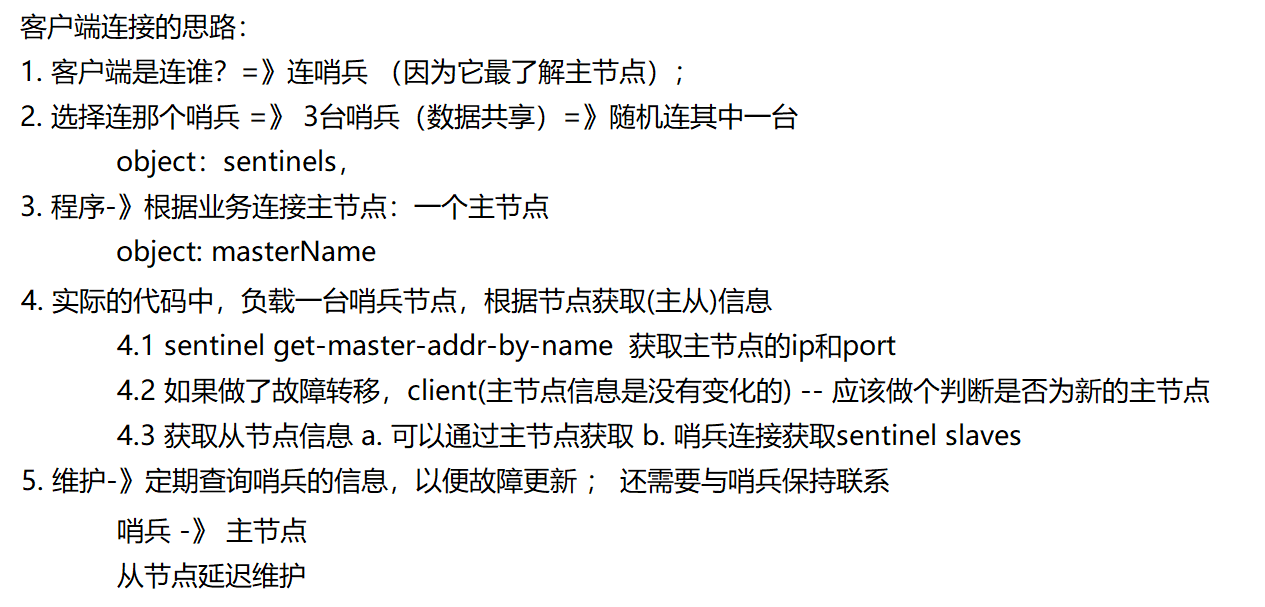 客户端连接的思路：
1. 客户端是连谁？=》连哨兵 （因为它最了解主节点）；
2. 选择连那个哨兵 =》 3台哨兵（数据共享）=》随机连其中一台
object：sentinels，
3. 程序-》根据业务连接主节点：一个主节点
object: masterName
4. 实际的代码中，负载一台哨兵节点，根据节点获取(主从)信息
4.1 sentinel get-master-addr-by-name  获取主节点的ip和port
4.2 如果做了故障转移，client(主节点信息是没有变化的) -- 应该做个判断是否为新的主节点
4.3 获取从节点信息 a. 可以通过主节点获取 b. 哨兵连接获取sentinel slaves
5. 维护-》定期查询哨兵的信息，以便故障更新 ； 还需要与哨兵保持联系
哨兵 -》 主节点
从节点延迟维护